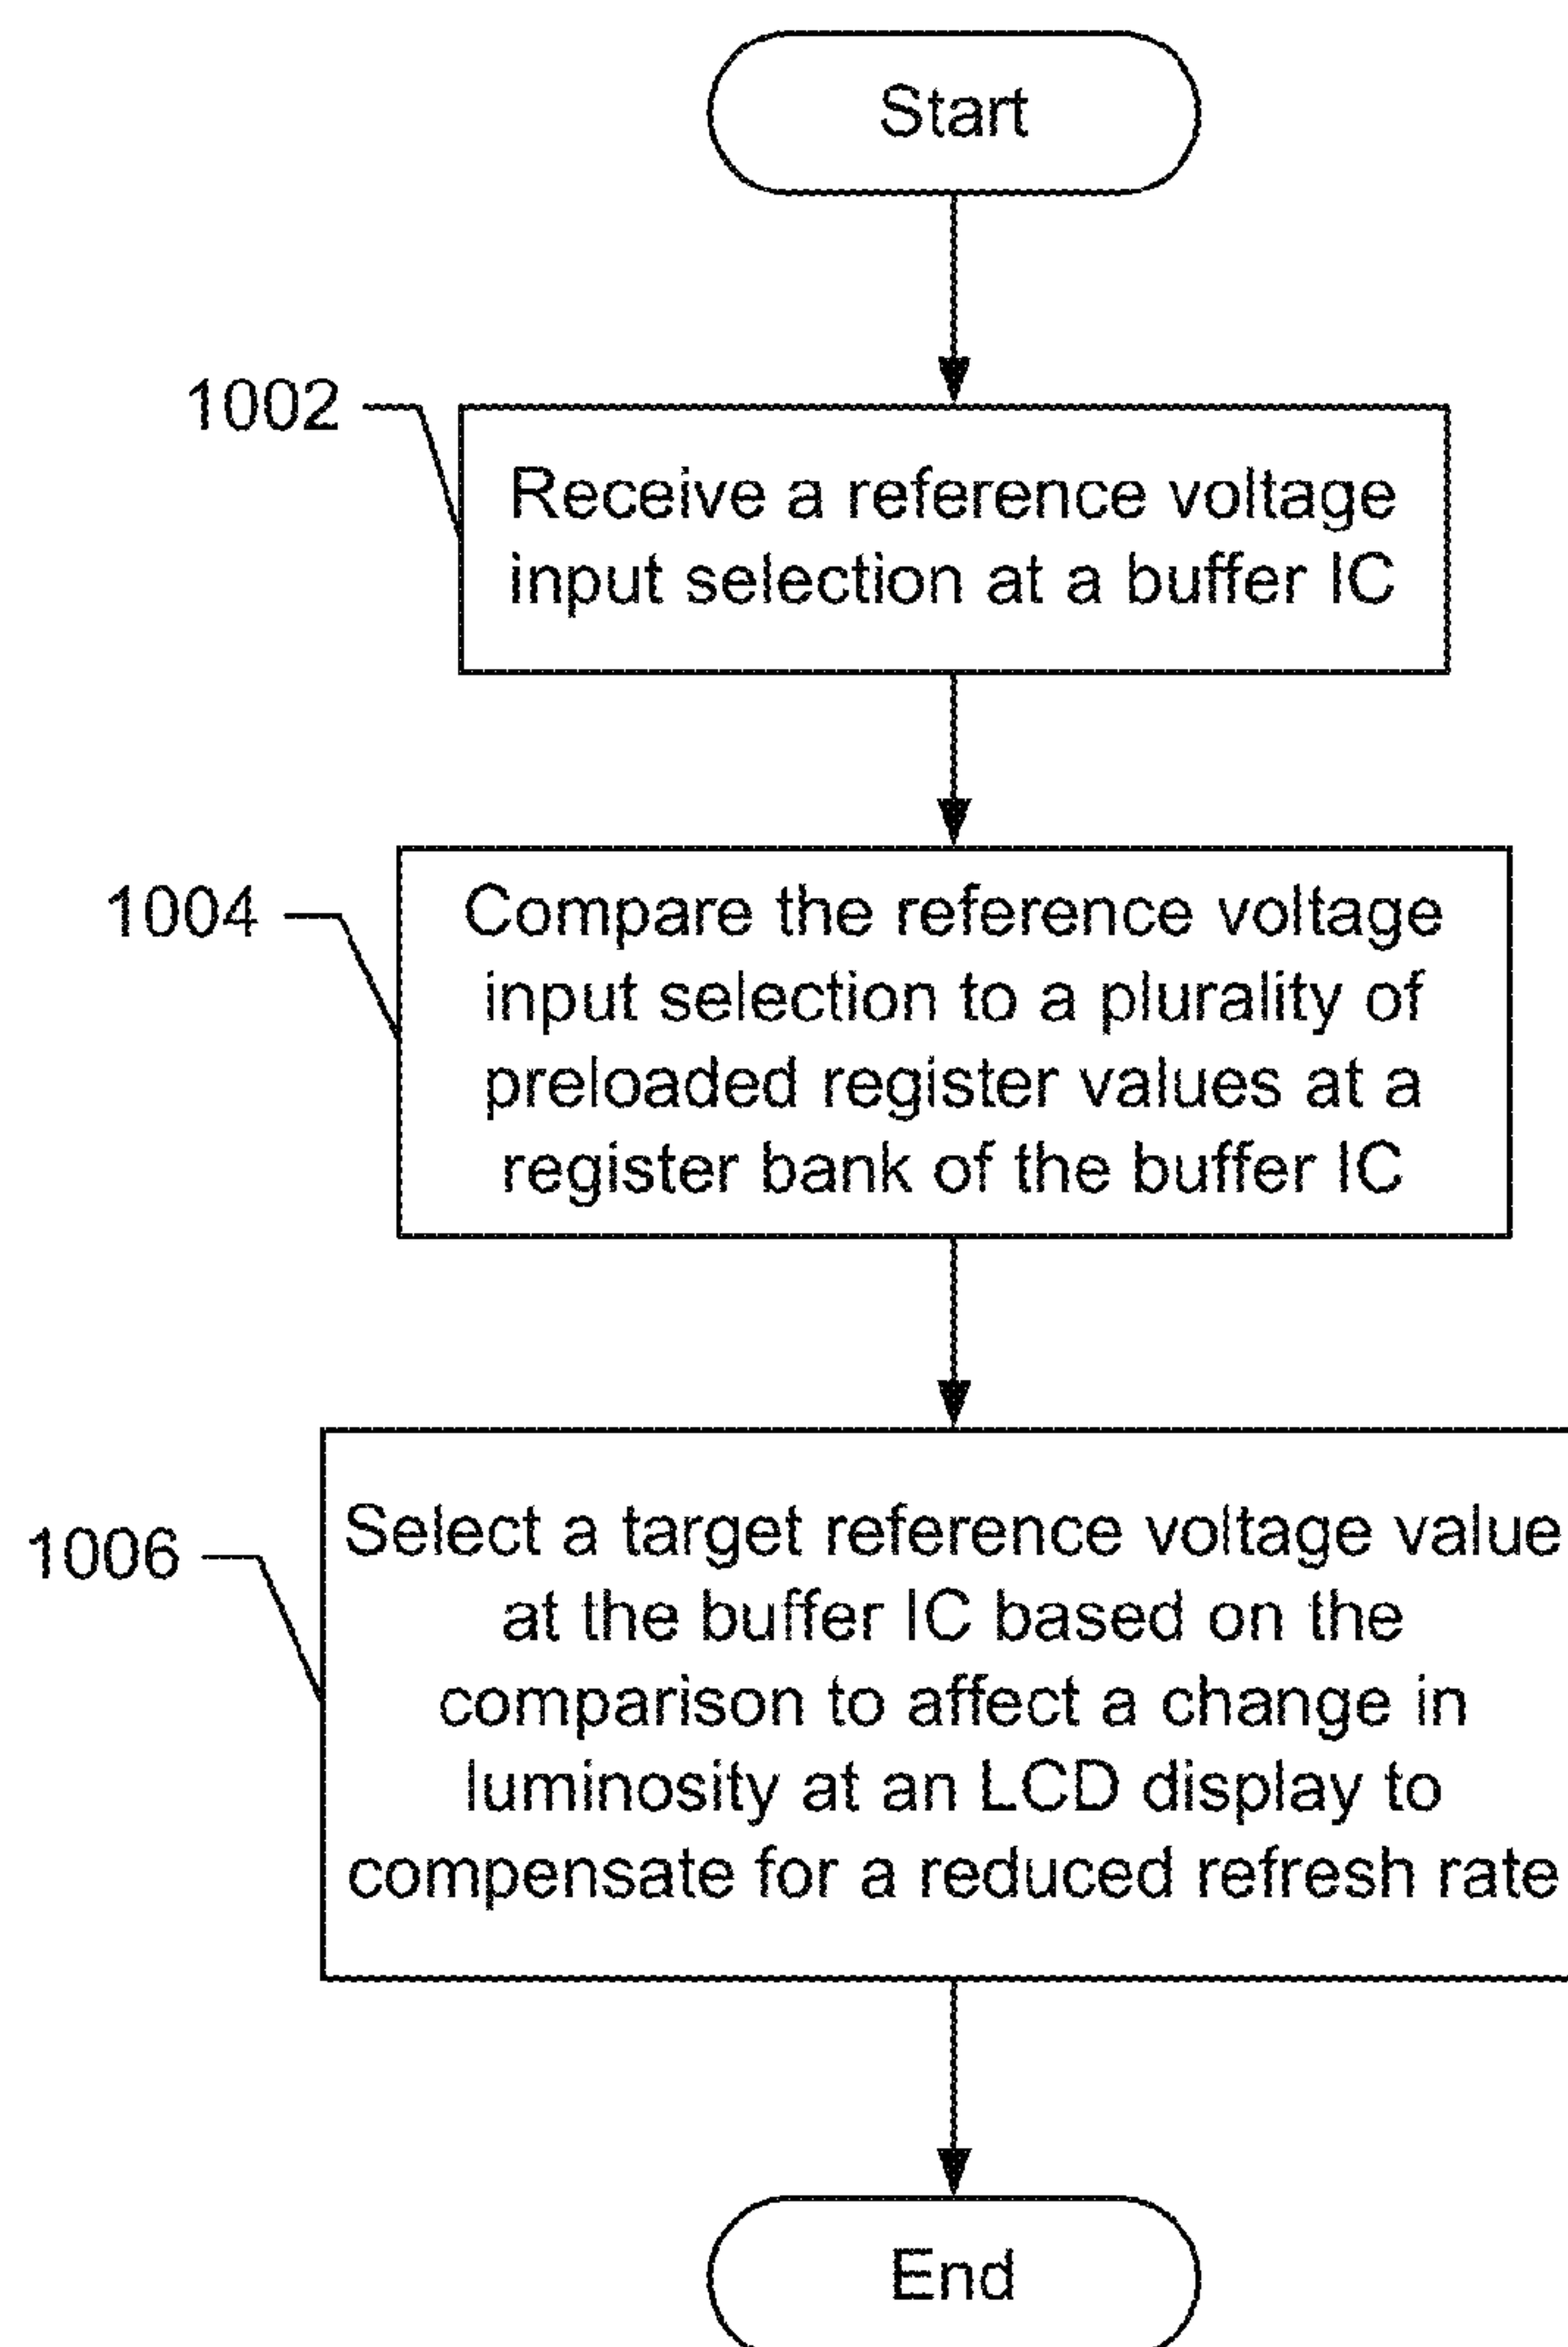 Start
1002
Receive a reference voltage
input selection at a buffer IC
1004
Compare the reference voltage
input selection to a plurality of
preloaded register values at a
register bank of the buffer IC
1006
Select a target reference voltage value
at the buffer IC based on the
comparison to affect a change in
luminosity at an LCD display to
compensate for a reduced refresh rate
End